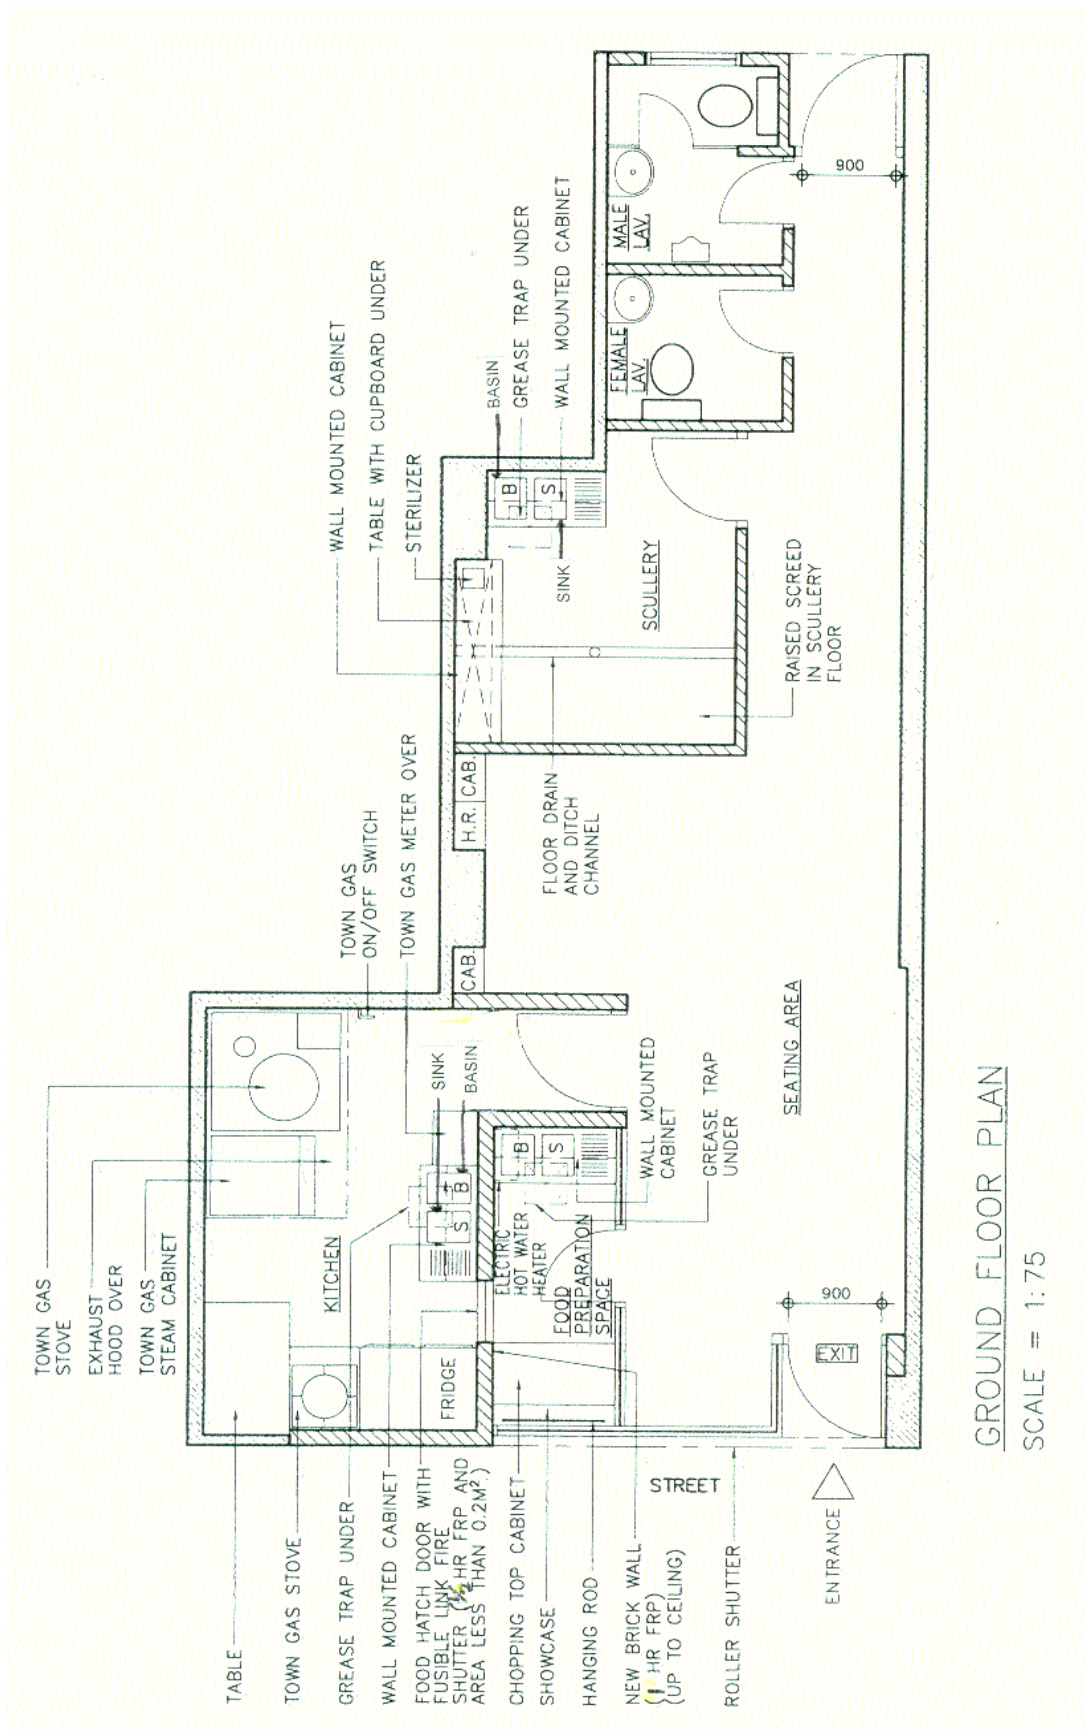 TOWN GAS
STOVE
EXHAUST
HOOD OVER
TOWN GAS
STEAM CABINET
TOWN GAS
ON/OFF SWITCH
TOWN GAS METER OVER
WALL MOUNTED CABINET
TABLE WITH CUPBOARD UNDER
STERILIZER
BASIN
GREASE TRAP UNDER
WALL MOUNTED CABINET
KITCHEN
SINK
BASIN
S
B
FRIDGE
CAB.
H.R.
CAB.
B
S
SINK
SCULLERY
FEMALE
LAV.
MALE
LAV.
900
ELECTRIC
HOT WATER
HEATER
B
S
FOOD
PREPARATION
SPACE
WALL MOUNTED
CABINET
GREASE TRAP
UNDER
FLOOR DRAIN
AND DITCH
CHANNEL
RAISED SCREED
IN SCULLERY
FLOOR
SEATING AREA
900
EXIT
TABLE
TOWN GAS STOVE
GREASE TRAP UNDER
WALL MOUNTED CABINET
FOOD HATCH DOOR WITH
FUSIBLE LINK FIRE
SHUTTER ( HR FRP AND
AREA LESS THAN 0.2M².)
CHOPPING TOP CABINET
SHOWCASE
HANGING ROD
NEW BRICK WALL
( HR FRP)
(UP TO CEILING)
ROLLER SHUTTER
STREET
ENTRANCE
GROUND FLOOR PLAN
SCALE = 1:75